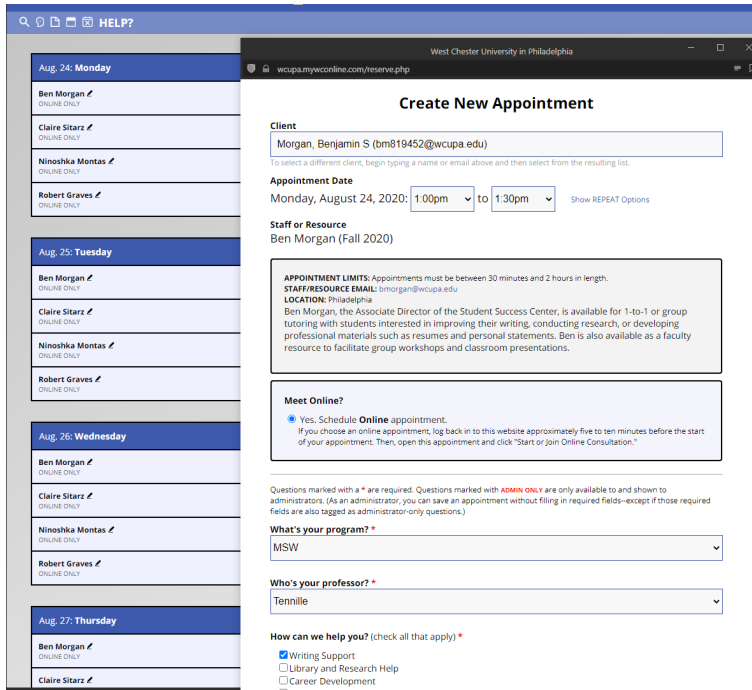 HELP?
Aug. 24: Monday
Ben Morgan
ONLINE ONLY
Claire Sitarz
ONLINE ONLY
Ninoshka Montas
ONLINE ONLY
Robert Graves
ONLINE ONLY
Aug. 25: Tuesday
Ben Morgan
ONLINE ONLY
Claire Sitarz
ONLINE ONLY
Ninoshka Montas
ONLINE ONLY
Robert Graves
ONLINE ONLY
Aug. 26: Wednesday
Ben Morgan
ONLINE ONLY
Claire Sitarz
ONLINE ONLY
Ninoshka Montas
ONLINE ONLY
Robert Graves
ONLINE ONLY
Aug. 27: Thursday
Ben Morgan
ONLINE ONLY
Claire Sitarz
West Chester University in Philadelphia
wcupa.mywconline.com/reserve.php
Create New Appointment
Client
Morgan, Benjamin S (bm819452@wcupa.edu)
To select a different client, begin typing a name or email above and then select from the resulting list.
Appointment Date
Monday, August 24, 2020: 1:00pm to 1:30pm Show REPEAT Options
Staff or Resource
Ben Morgan (Fall 2020)
APPOINTMENT LIMITS: Appointments must be between 30 minutes and 2 hours in length.
STAFF/RESOURCE EMAIL: bmorgan@wcupa.edu
LOCATION: Philadelphia
Ben Morgan, the Associate Director of the Student Success Center, is available for 1-to-1 or group
tutoring with students interested in improving their writing, conducting research, or developing
professional materials such as resumes and personal statements. Ben is also available as a faculty
resource to facilitate group workshops and classroom presentations.
Meet Online?
Yes. Schedule Online appointment.
If you choose an online appointment, log back in to this website approximately five to ten minutes before the start
of your appointment. Then, open this appointment and click "Start or Join Online Consultation."
Questions marked with a * are required. Questions marked with ADMIN ONLY are only available to and shown to
administrators. (As an administrator, you can save an appointment without filling in required fields--except if those required
fields are also tagged as administrator-only questions.)
What's your program? *
MSW
Who's your professor? *
Tennille
How can we help you? (check all that apply) *
Writing Support
Library and Research Help
Career Development